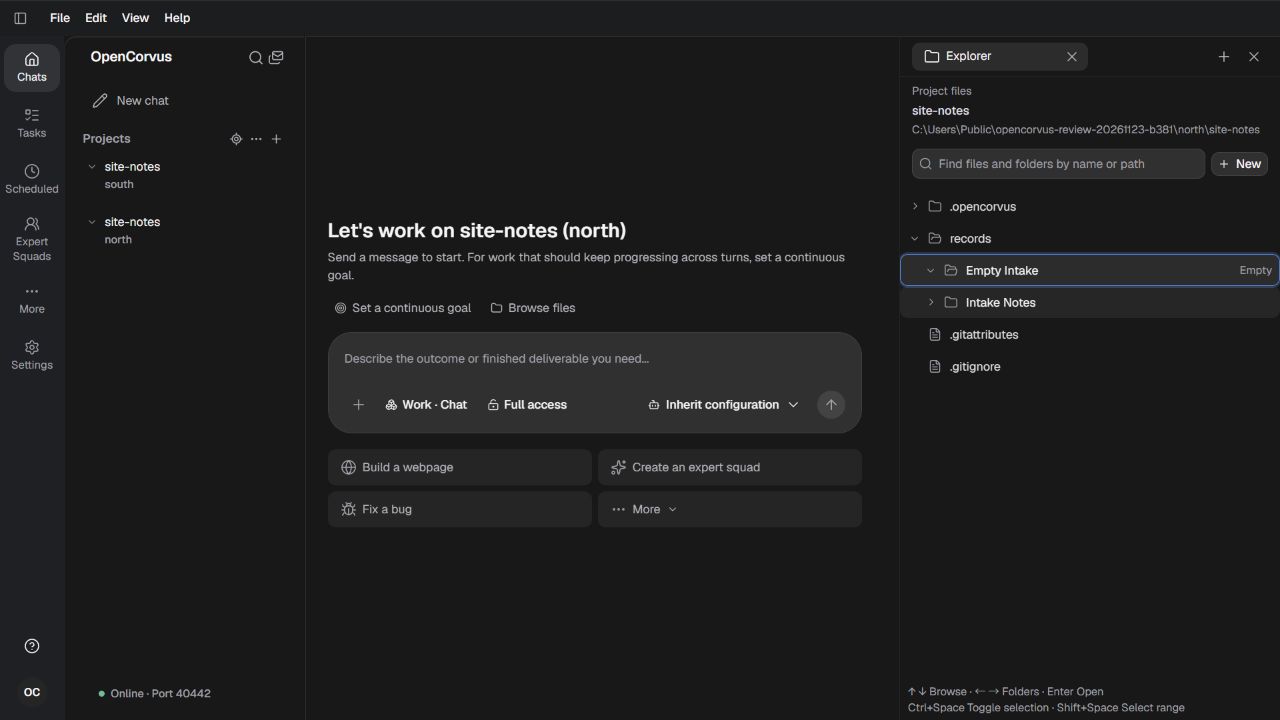 File Edit View Help
Chats
Tasks
Scheduled
Expert
Squads
More
Settings
OC
OpenCorvus
New chat
Projects
site-notes
south
site-notes
north
Online · Port 40442
Let's work on site-notes (north)
Send a message to start. For work that should keep progressing across turns, set a continuous
goal.
Set a continuous goal Browse files
Describe the outcome or finished deliverable you need...
Work · Chat Full access Inherit configuration
Build a webpage Create an expert squad
Fix a bug More
Explorer
Project files
site-notes
C:\Users\Public\opencorvus-review-20261123-b381\north\site-notes
Find files and folders by name or path New
.opencorvus
records
Empty Intake Empty
Intake Notes
.gitattributes
.gitignore
↑ ↓ Browse · ← → Folders · Enter Open
Ctrl+Space Toggle selection · Shift+Space Select range